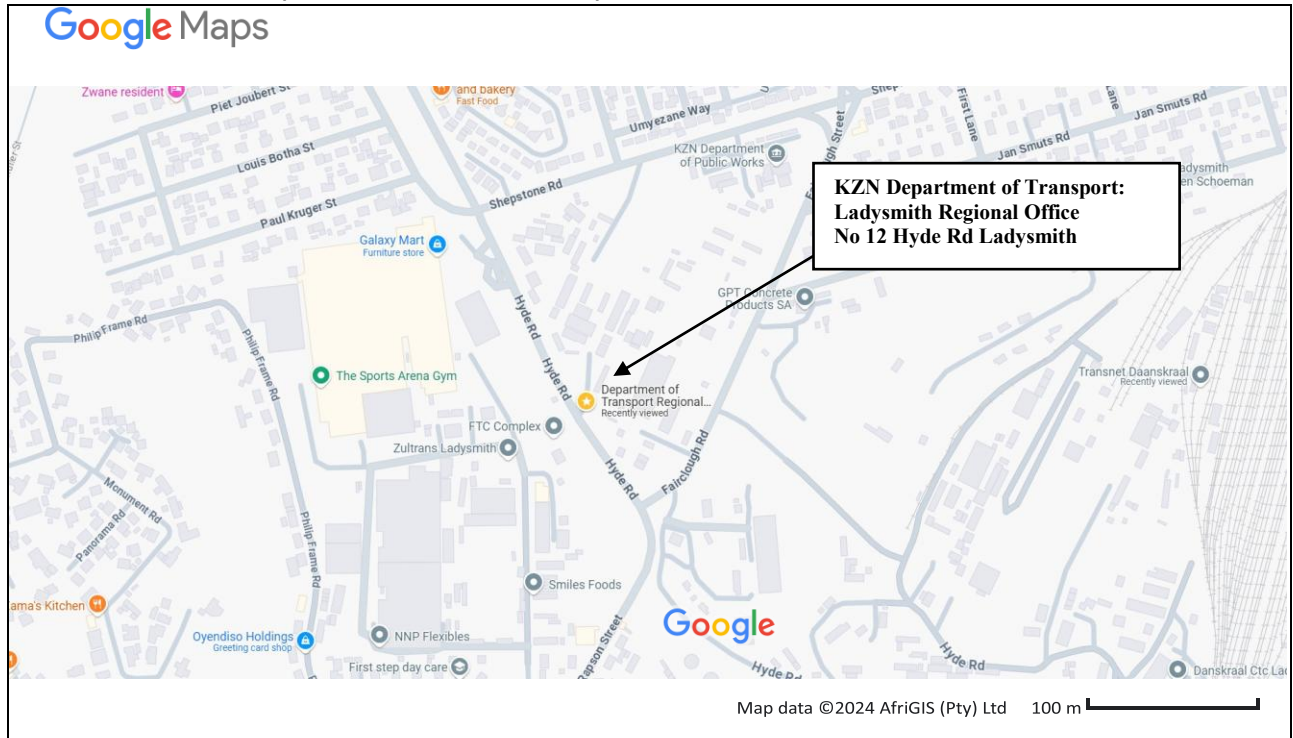 Google Maps
Zwane resident
Piet Joubert St
and bakery
Fast Food
Umyezane Way
First Lane
Lane
Jan Smuts Rd
Jan Smuts Rd
KZN Department
of Public Works
Louis Botha St
Shepstone Rd
Paul Kruger St
KZN Department of Transport:
Ladysmith Regional Office
No 12 Hyde Rd Ladysmith
adysmith
en Schoeman
Galaxy Mart
Furniture store
GPT Concrete
Products SA
Hyde Rd
Philip Frame Rd
Philip Frame Rd
Hyde Rd
The Sports Arena Gym
Department of
Transport Regional...
Recently viewed
Transnet Daanskraal
Recently viewed
FTC Complex
Zultrans Ladysmith
Hyde Rd
Fairclough Rd
Monument Rd
Panorama Rd
Philip Frame Rd
Smiles Foods
ama's Kitchen
Google
Oyendiso Holdings
Greeting card shop
NNP Flexibles
First step day care
Hyde Rd
Hyde Rd
Danskraal Ctc Lad
Map data ©2024 AfriGIS (Pty) Ltd 100 m